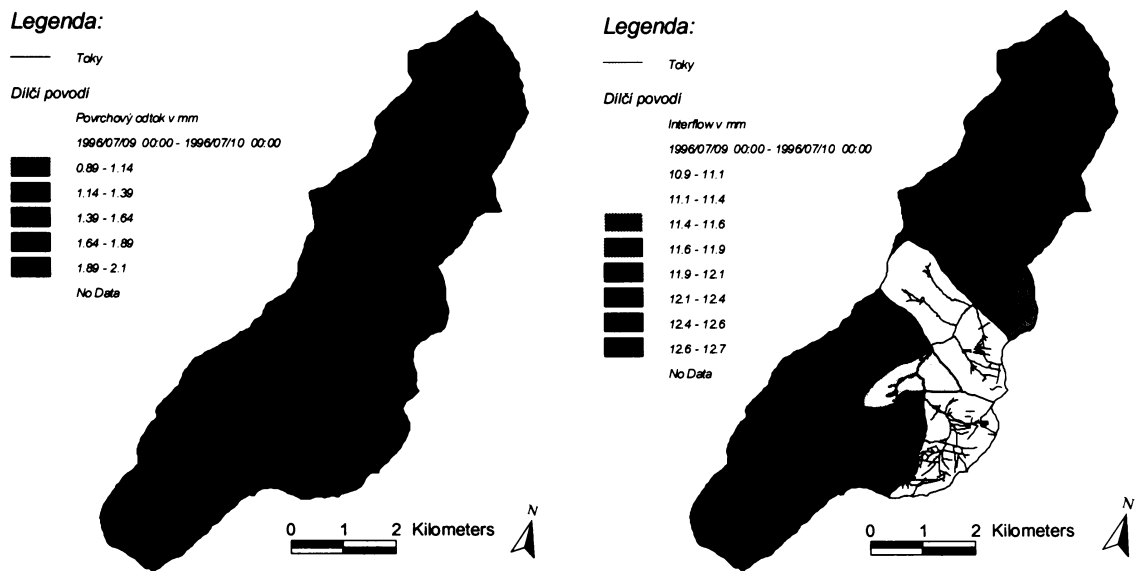 Legenda:
Toky
Dílčí povodí
Povrchový odtok v mm
1996/07/09 00:00 - 1996/07/10 00:00
0.89 - 1.14
1.14 - 1.39
1.39 - 1.64
1.64 - 1.89
1.89 - 2.1
No Data
0 1 2 Kilometers
N
Legenda:
Toky
Dílčí povodí
Interflow v mm
1996/07/09 00:00 - 1996/07/10 00:00
10.9 - 11.1
11.1 - 11.4
11.4 - 11.6
11.6 - 11.9
11.9 - 12.1
12.1 - 12.4
12.4 - 12.6
12.6 - 12.7
No Data
0 1 2 Kilometers
N